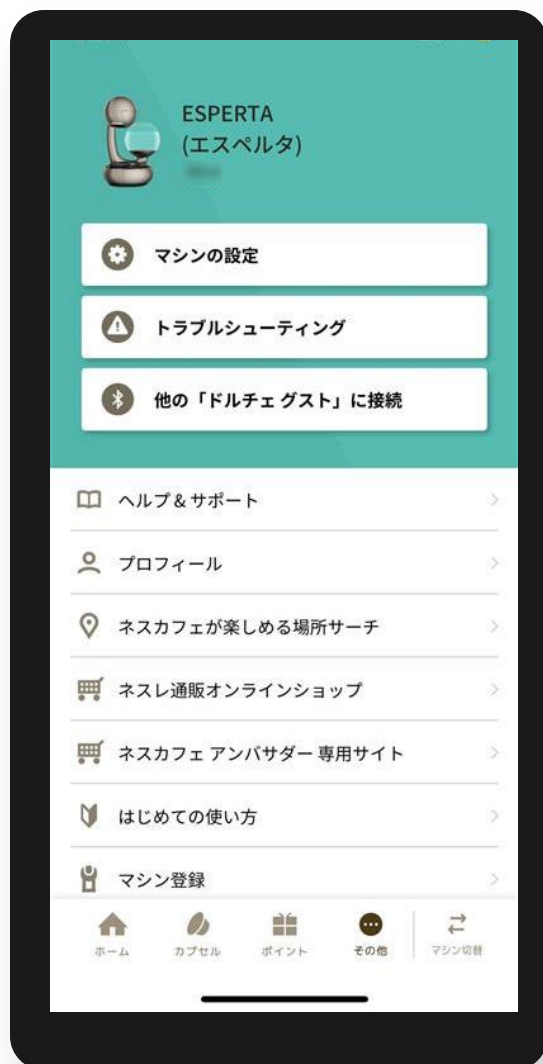 ESPERTA
(エスペルタ)
マシンの設定
トラブルシューティング
他の「ドルチェ グスト」に接続
ヘルプ＆サポート
プロフィール
ネスカフェが楽しめる場所サーチ
ネスレ通販オンラインショップ
ネスカフェ アンバサダー 専用サイト
はじめての使い方
マシン登録
ホーム
カプセル
ポイント
その他
マシン切替